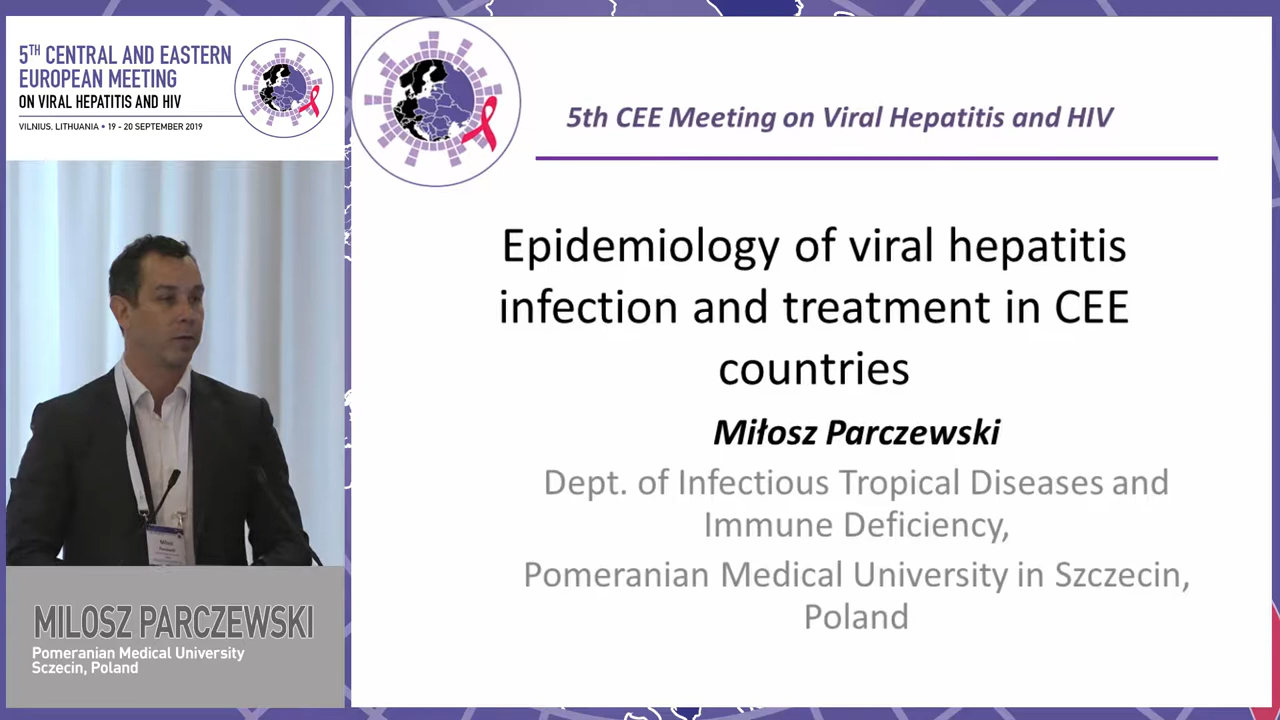 5TH CENTRAL AND EASTERN
EUROPEAN MEETING
ON VIRAL HEPATITIS AND HIV
VILNIUS, LITHUANIA • 19 - 20 SEPTEMBER 2019
Miłosz
MILOSZ PARCZEWSKI
Pomeranian Medical University
Sczecin, Poland
5th CEE Meeting on Viral Hepatitis and HIV
Epidemiology of viral hepatitis
infection and treatment in CEE
countries
Miłosz Parczewski
Dept. of Infectious Tropical Diseases and
Immune Deficiency,
Pomeranian Medical University in Szczecin,
Poland